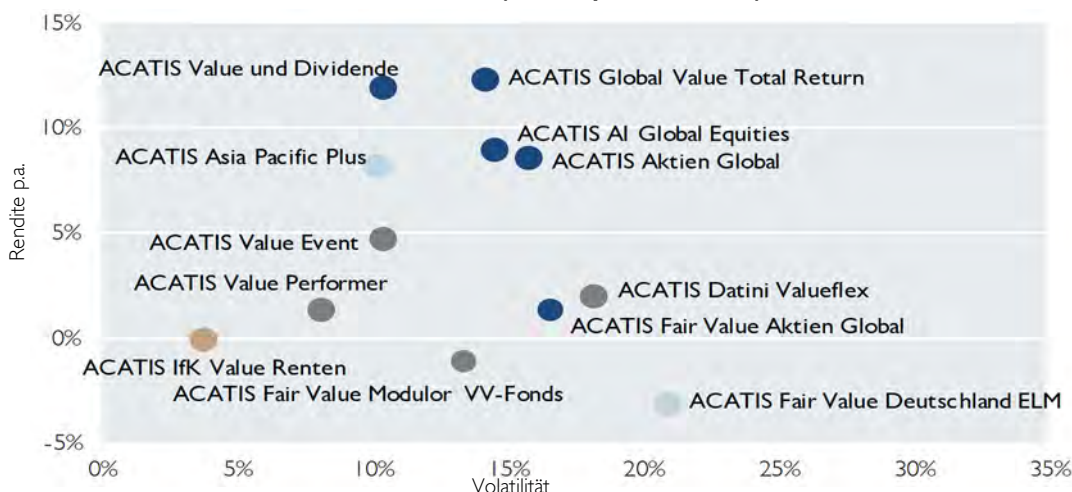 15%
ACATIS Value und Dividende
ACATIS Global Value Total Return
10%
ACATIS AI Global Equities
ACATIS Asia Pacific Plus
ACATIS Aktien Global
Rendite p.a.
5%
ACATIS Value Event
ACATIS Value Performer
ACATIS Datini Valueflex
ACATIS Fair Value Aktien Global
0%
ACATIS IfK Value Renten
ACATIS Fair Value Modulor VV-Fonds
ACATIS Fair Value Deutschland ELM
-5%
0% 5% 10% 15% 20% 25% 30% 35%
Volatilität